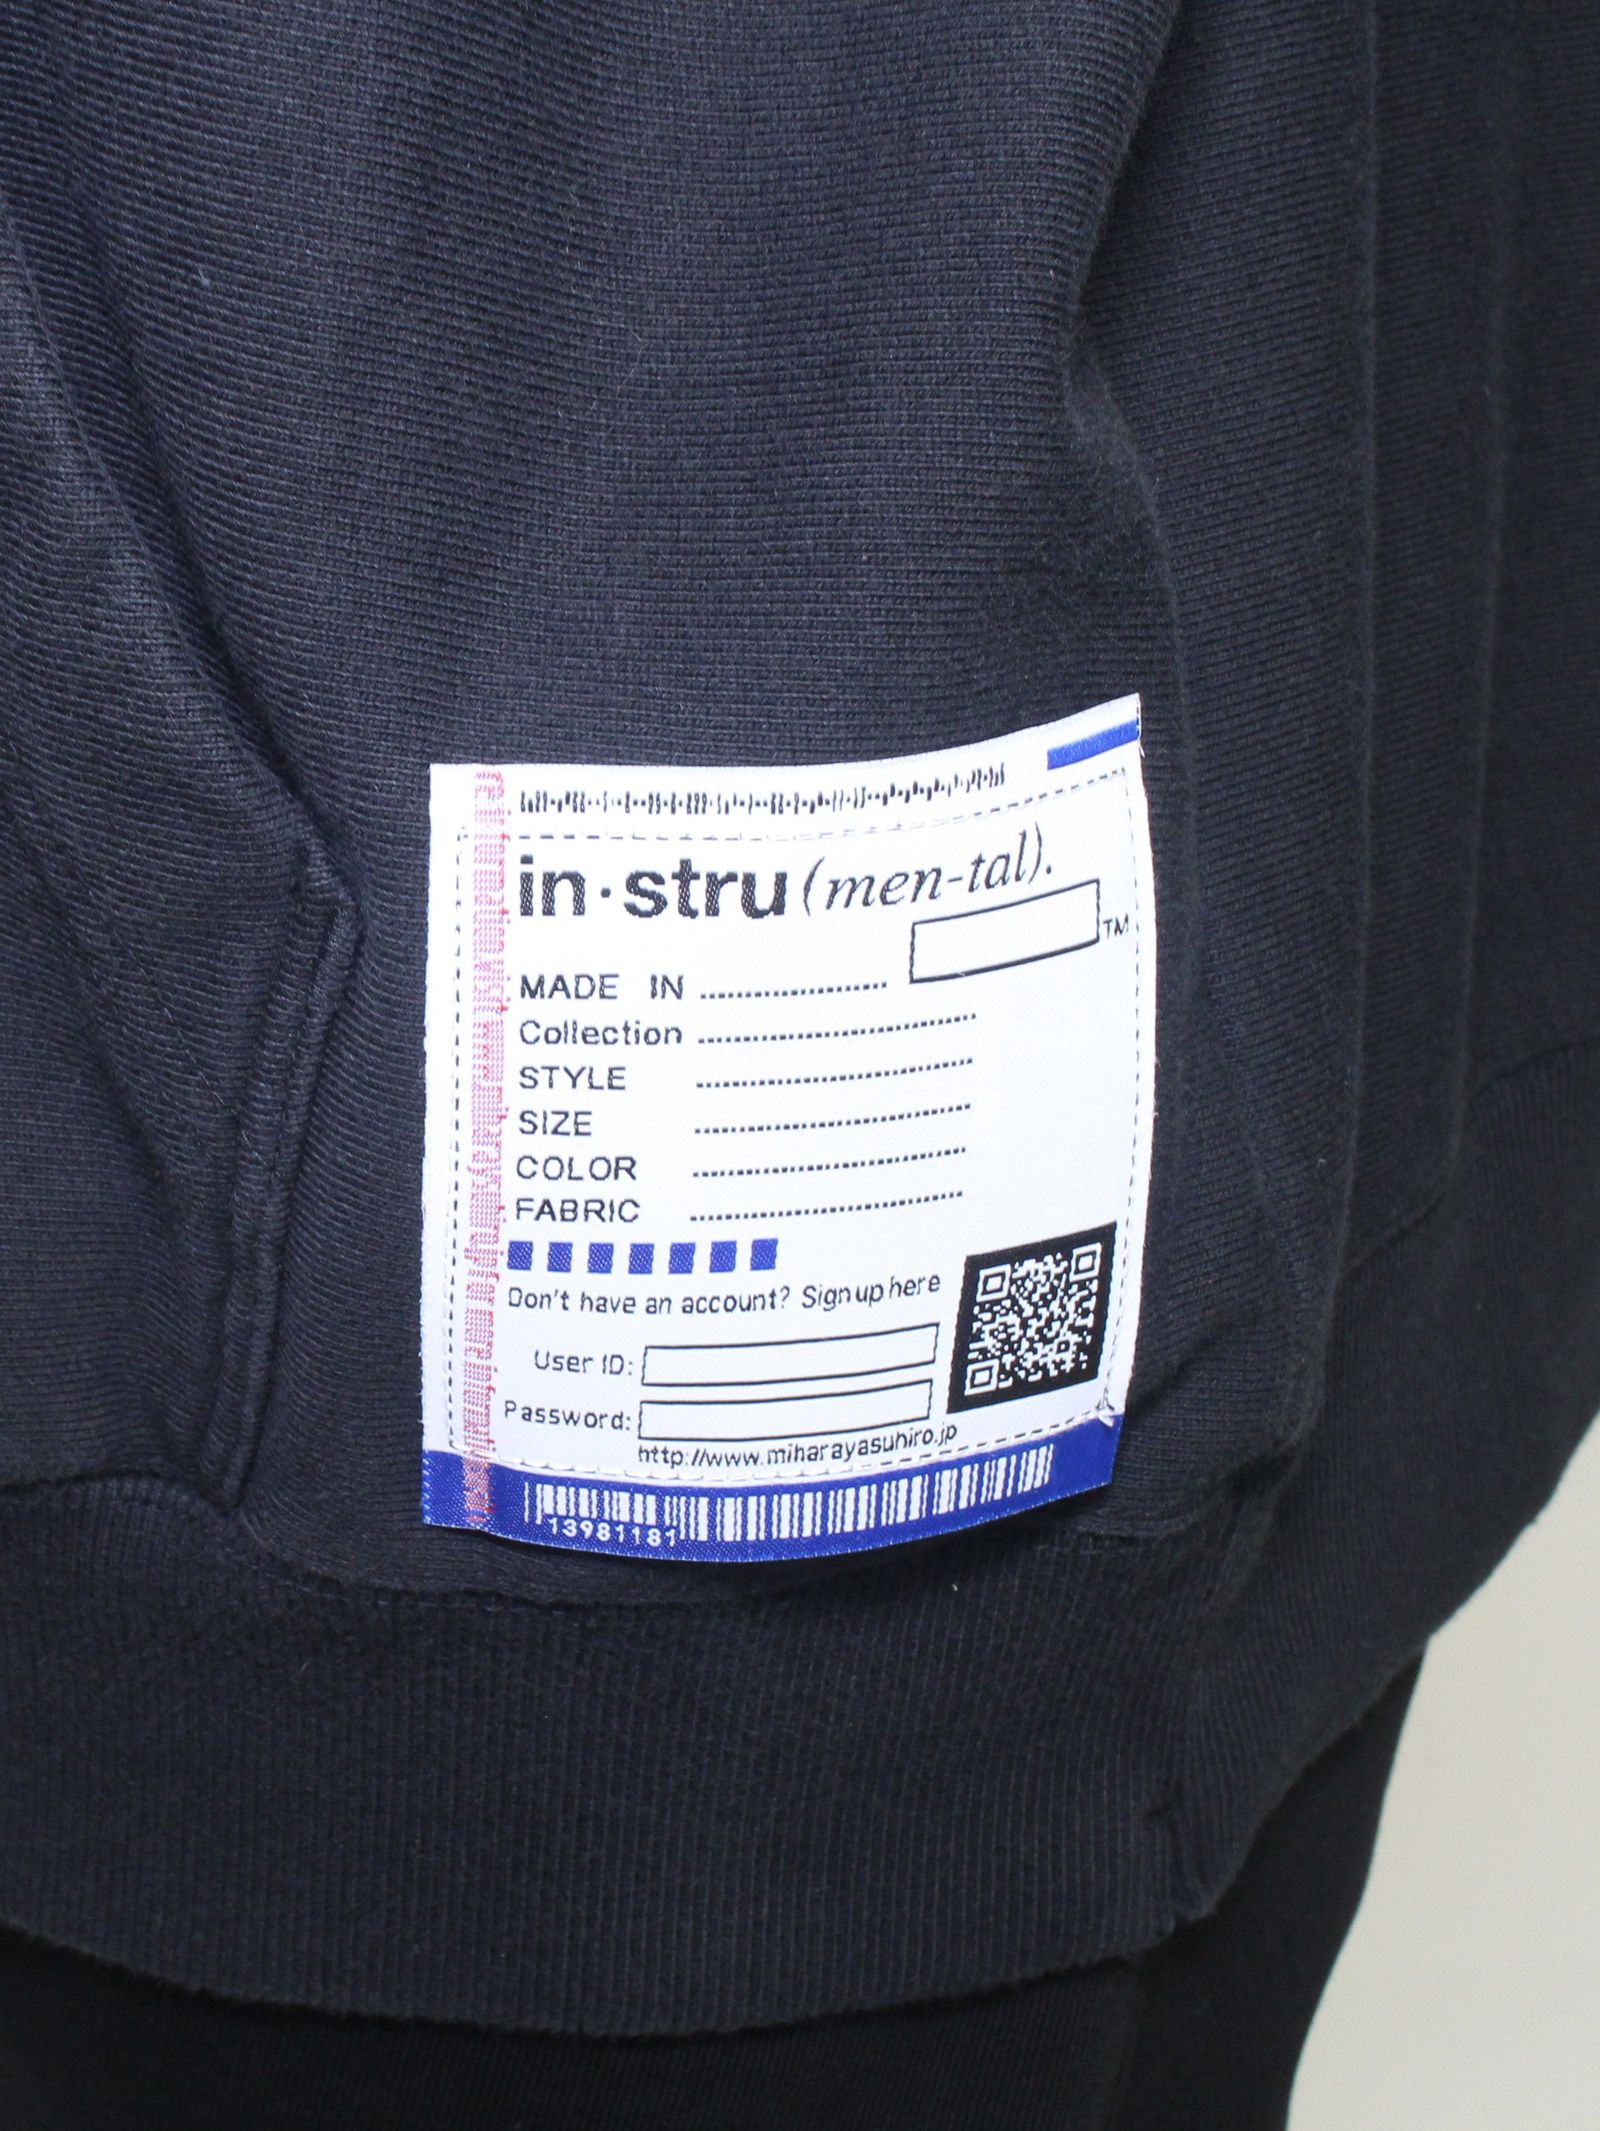 in·stru (men-tal).
TM
MADE IN ....................
Collection ..............................
STYLE ..............................
SIZE ..............................
COLOR ..............................
FABRIC ..............................
Don't have an account? Sign up here
User ID:
Password:
http://www.miharayasuhiro.jp
13981181